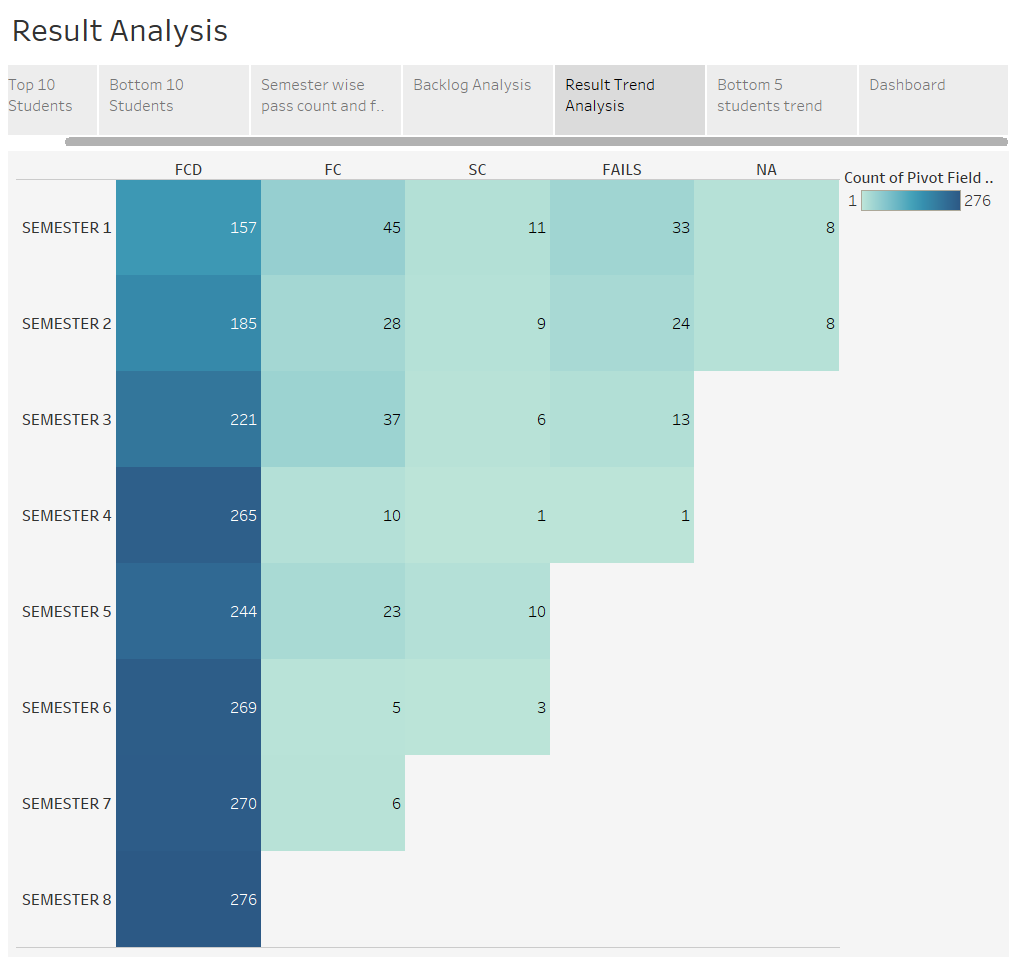 Result Analysis
Top 10 Students
Bottom 10 Students
Semester wise pass count and f..
Backlog Analysis
Result Trend Analysis
Bottom 5 students trend
Dashboard
FCD FC SC FAILS NA
Count of Pivot Field ..
1 276
SEMESTER 1 157 45 11 33 8
SEMESTER 2 185 28 9 24 8
SEMESTER 3 221 37 6 13
SEMESTER 4 265 10 1 1
SEMESTER 5 244 23 10
SEMESTER 6 269 5 3
SEMESTER 7 270 6
SEMESTER 8 276